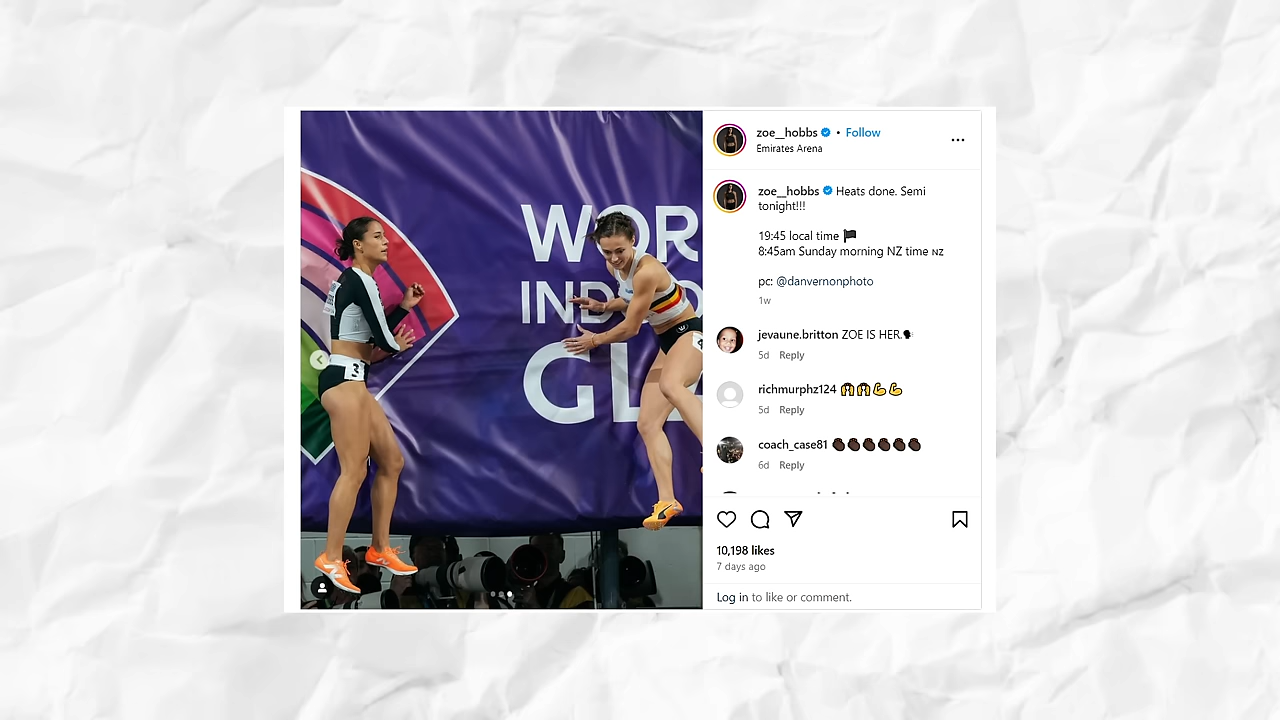 WOR
INDO
GLA
3
zoe__hobbs • Follow
Emirates Arena
zoe__hobbs Heats done. Semi
tonight!!!
19:45 local time 🏴
8:45am Sunday morning NZ time ɴᴢ
pc: @danvernonphoto
1w
jevaune.britton ZOE IS HER.🗣
5d Reply
richmurphz124 🙌🙌💪💪
5d Reply
coach_case81 ✊🏿✊🏿✊🏿✊🏿✊🏿✊🏿
6d Reply
10,198 likes
7 days ago
Log in to like or comment.